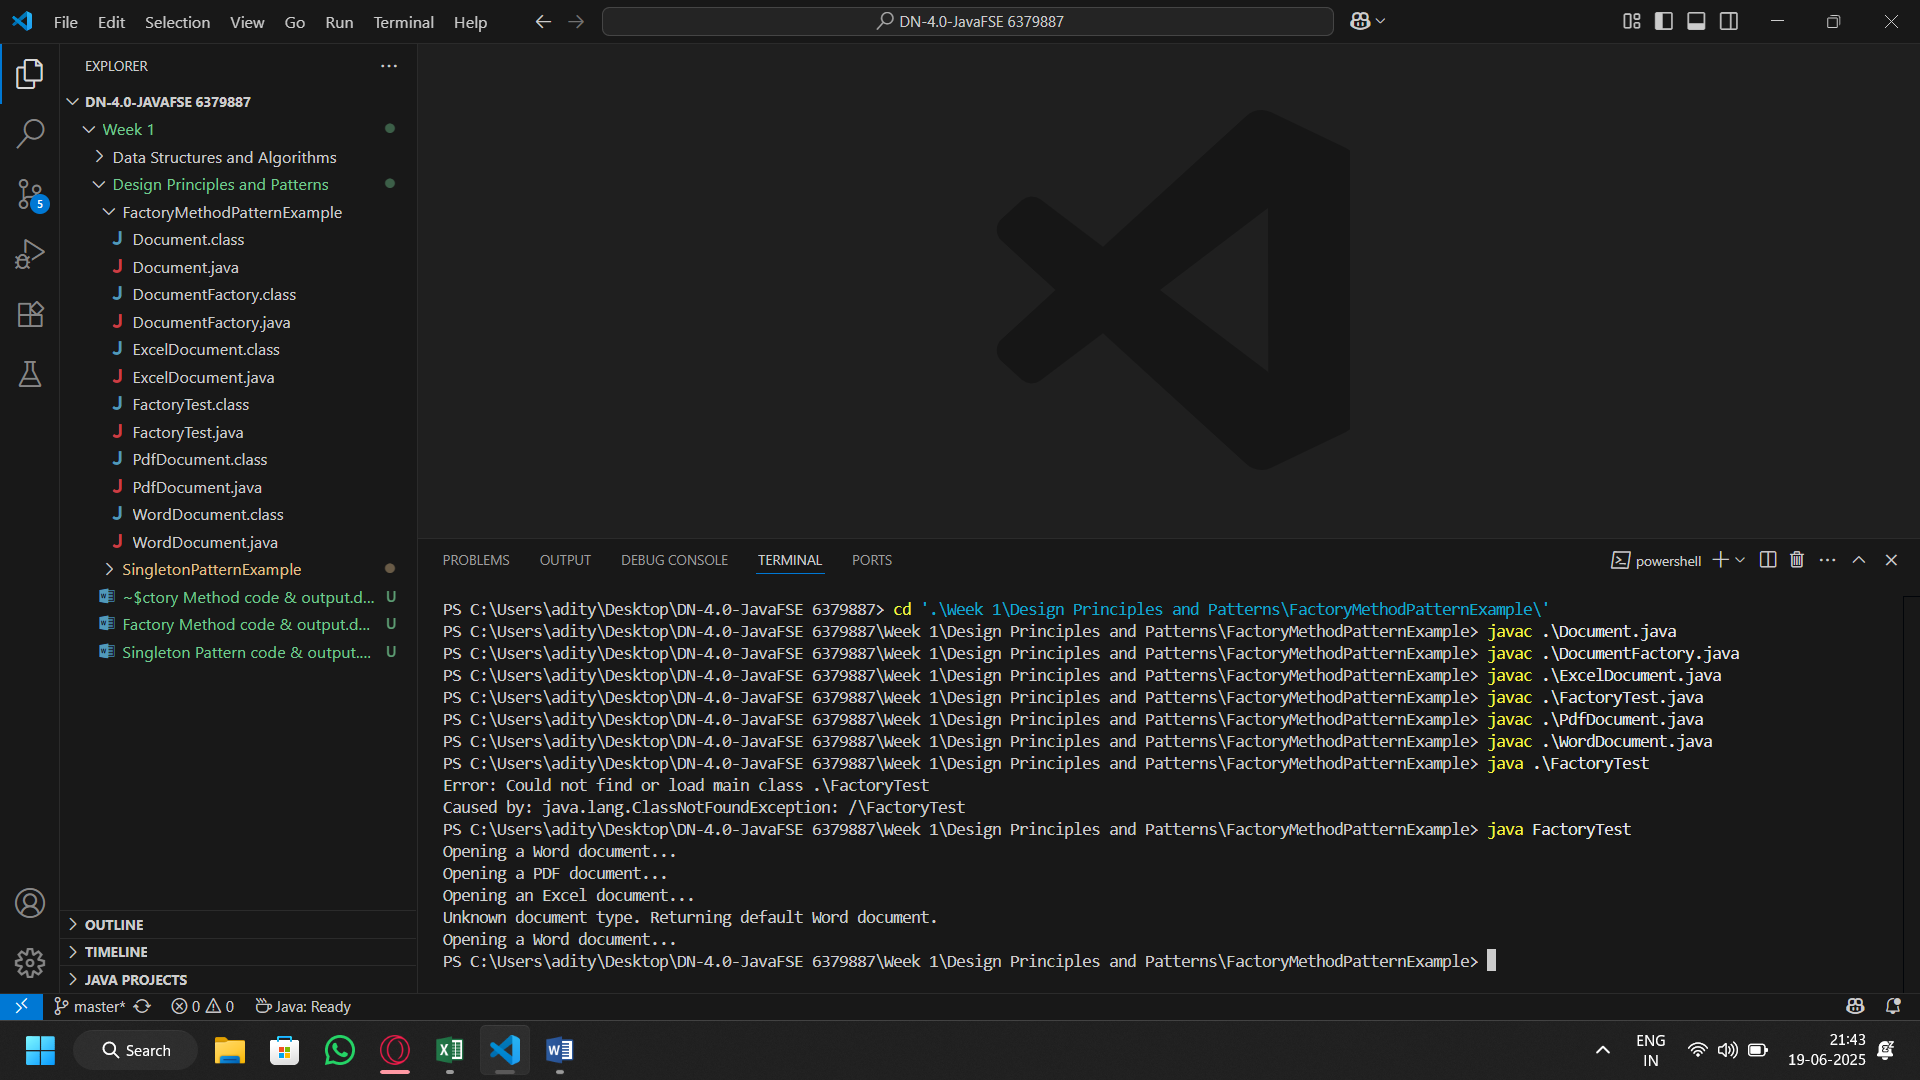 File Edit Selection View Go Run Terminal Help
DN-4.0-JavaFSE 6379887
EXPLORER
DN-4.0-JAVAFSE 6379887
Week 1
Data Structures and Algorithms
Design Principles and Patterns
FactoryMethodPatternExample
Document.class
Document.java
DocumentFactory.class
DocumentFactory.java
ExcelDocument.class
ExcelDocument.java
FactoryTest.class
FactoryTest.java
PdfDocument.class
PdfDocument.java
WordDocument.class
WordDocument.java
SingletonPatternExample
~$ctory Method code & output.d... U
Factory Method code & output.d... U
Singleton Pattern code & output.... U
5
OUTLINE
TIMELINE
JAVA PROJECTS
PROBLEMS OUTPUT DEBUG CONSOLE TERMINAL PORTS
powershell
PS C:\Users\adity\Desktop\DN-4.0-JavaFSE 6379887> cd '.\Week 1\Design Principles and Patterns\FactoryMethodPatternExample\'
PS C:\Users\adity\Desktop\DN-4.0-JavaFSE 6379887\Week 1\Design Principles and Patterns\FactoryMethodPatternExample> javac .\Document.java
PS C:\Users\adity\Desktop\DN-4.0-JavaFSE 6379887\Week 1\Design Principles and Patterns\FactoryMethodPatternExample> javac .\DocumentFactory.java
PS C:\Users\adity\Desktop\DN-4.0-JavaFSE 6379887\Week 1\Design Principles and Patterns\FactoryMethodPatternExample> javac .\ExcelDocument.java
PS C:\Users\adity\Desktop\DN-4.0-JavaFSE 6379887\Week 1\Design Principles and Patterns\FactoryMethodPatternExample> javac .\FactoryTest.java
PS C:\Users\adity\Desktop\DN-4.0-JavaFSE 6379887\Week 1\Design Principles and Patterns\FactoryMethodPatternExample> javac .\PdfDocument.java
PS C:\Users\adity\Desktop\DN-4.0-JavaFSE 6379887\Week 1\Design Principles and Patterns\FactoryMethodPatternExample> javac .\WordDocument.java
PS C:\Users\adity\Desktop\DN-4.0-JavaFSE 6379887\Week 1\Design Principles and Patterns\FactoryMethodPatternExample> java .\FactoryTest
Error: Could not find or load main class .\FactoryTest
Caused by: java.lang.ClassNotFoundException: /\FactoryTest
PS C:\Users\adity\Desktop\DN-4.0-JavaFSE 6379887\Week 1\Design Principles and Patterns\FactoryMethodPatternExample> java FactoryTest
Opening a Word document...
Opening a PDF document...
Opening an Excel document...
Unknown document type. Returning default Word document.
Opening a Word document...
PS C:\Users\adity\Desktop\DN-4.0-JavaFSE 6379887\Week 1\Design Principles and Patterns\FactoryMethodPatternExample>
master* 0 0 Java: Ready
Search
ENG
IN
21:43
19-06-2025